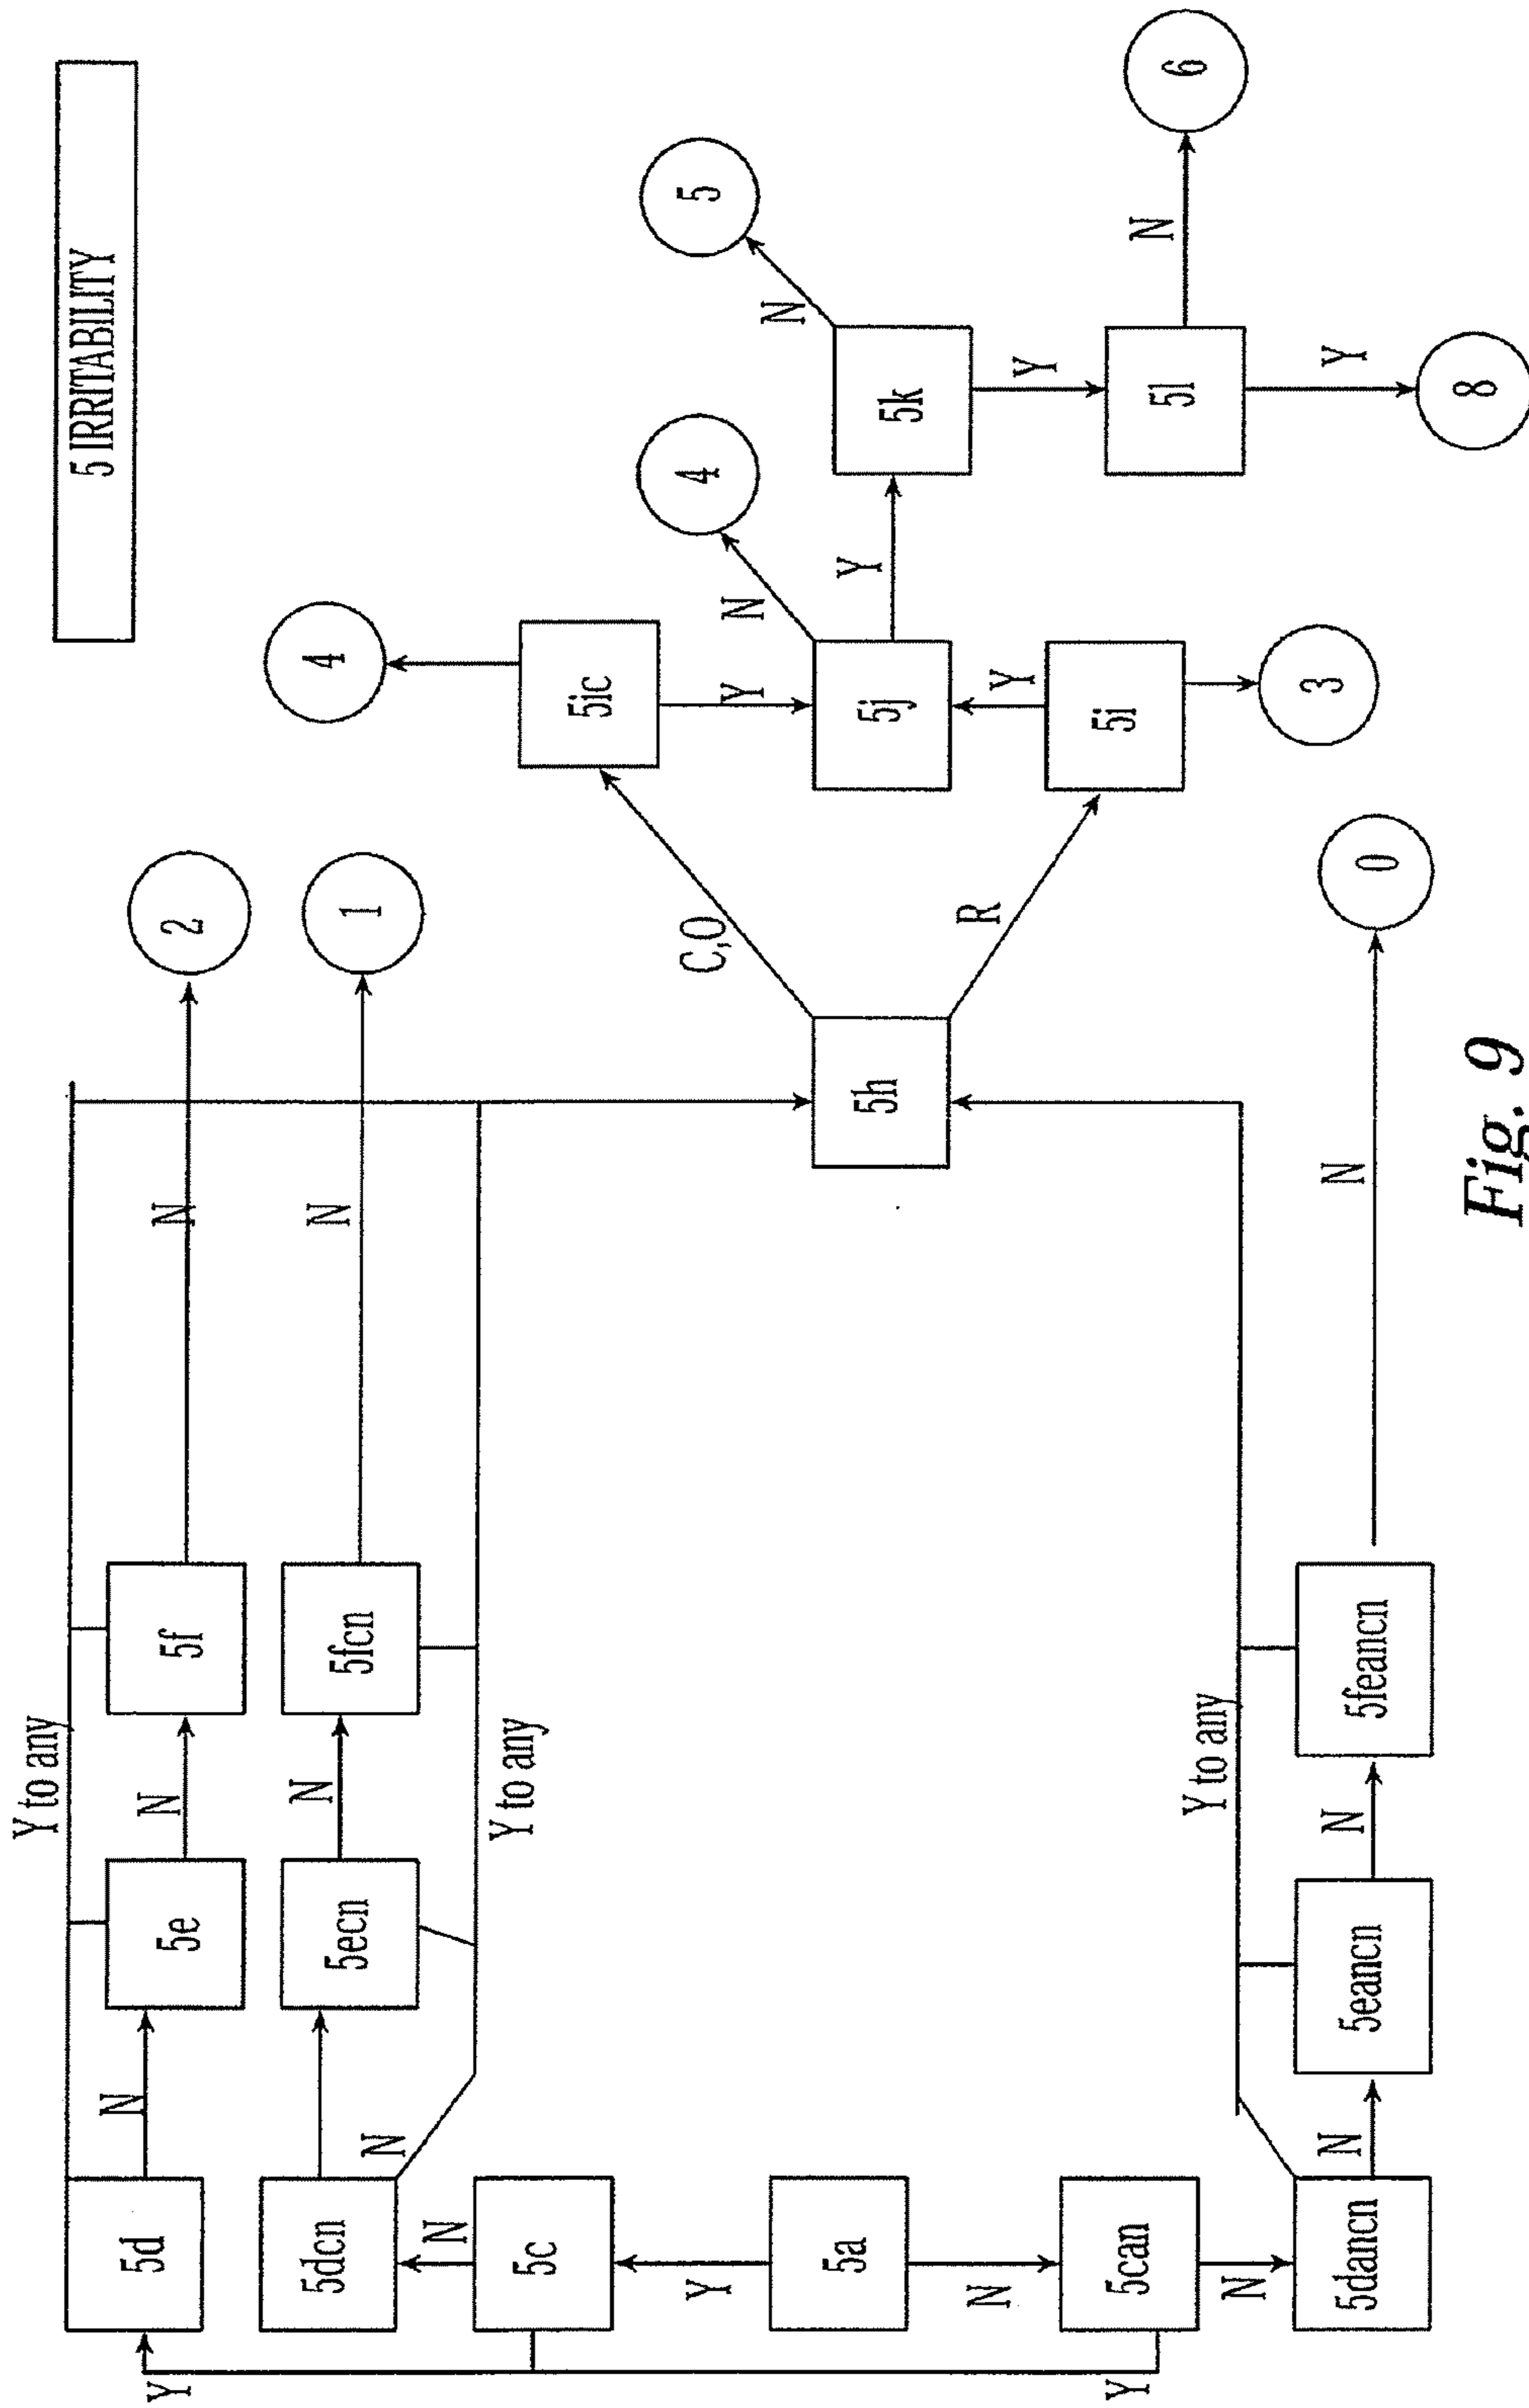 5 IRRITABILITY
Y to any
Y
5d
N
5e
N
5f
N
2
5dcn
N
5ecn
N
5fcn
N
1
Y to any
N
5c
Y
5a
N
5can
Y
N
5dancn
N
5eancn
N
5feancn
N
0
Y to any
5h
C,O
R
5ic
4
Y
5j
N
4
Y
5i
3
Y
5k
N
5
Y
5l
N
6
Y
8
Fig. 9